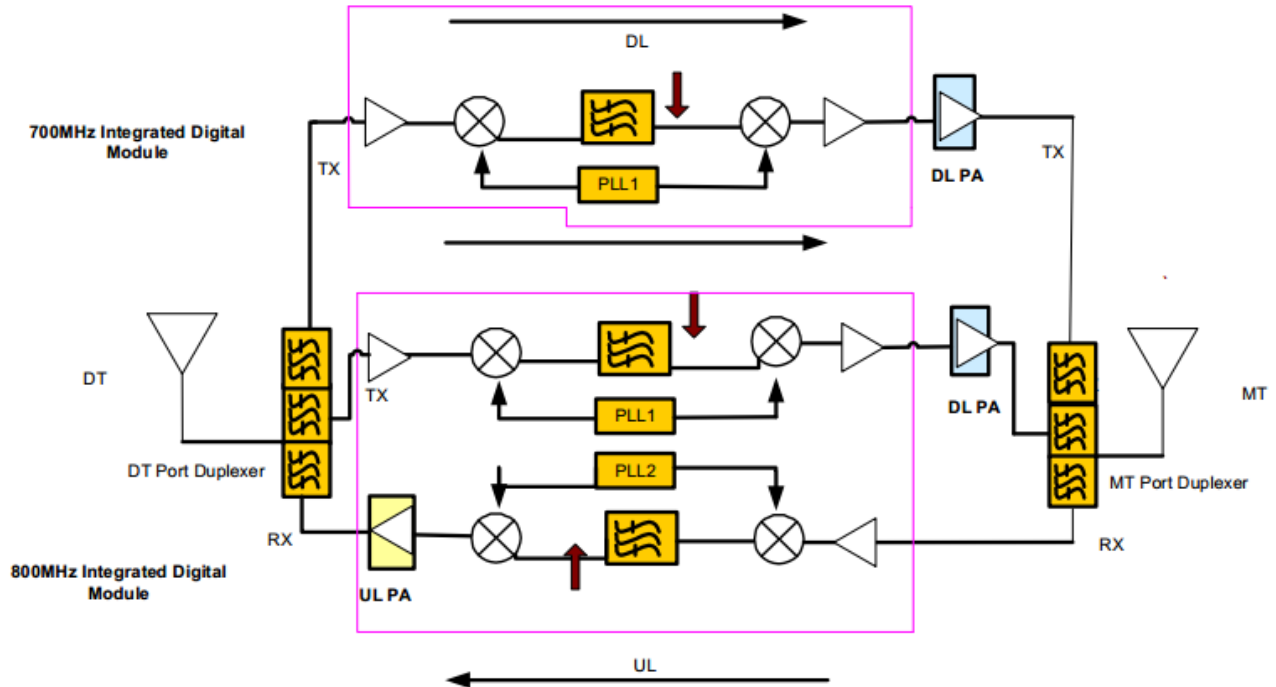 DL
700MHz Integrated Digital
Module
TX
PLL1
DL PA
TX
DT
TX
PLL1
DL PA
MT
PLL2
DT Port Duplexer
MT Port Duplexer
RX
RX
800MHz Integrated Digital
Module
UL PA
UL